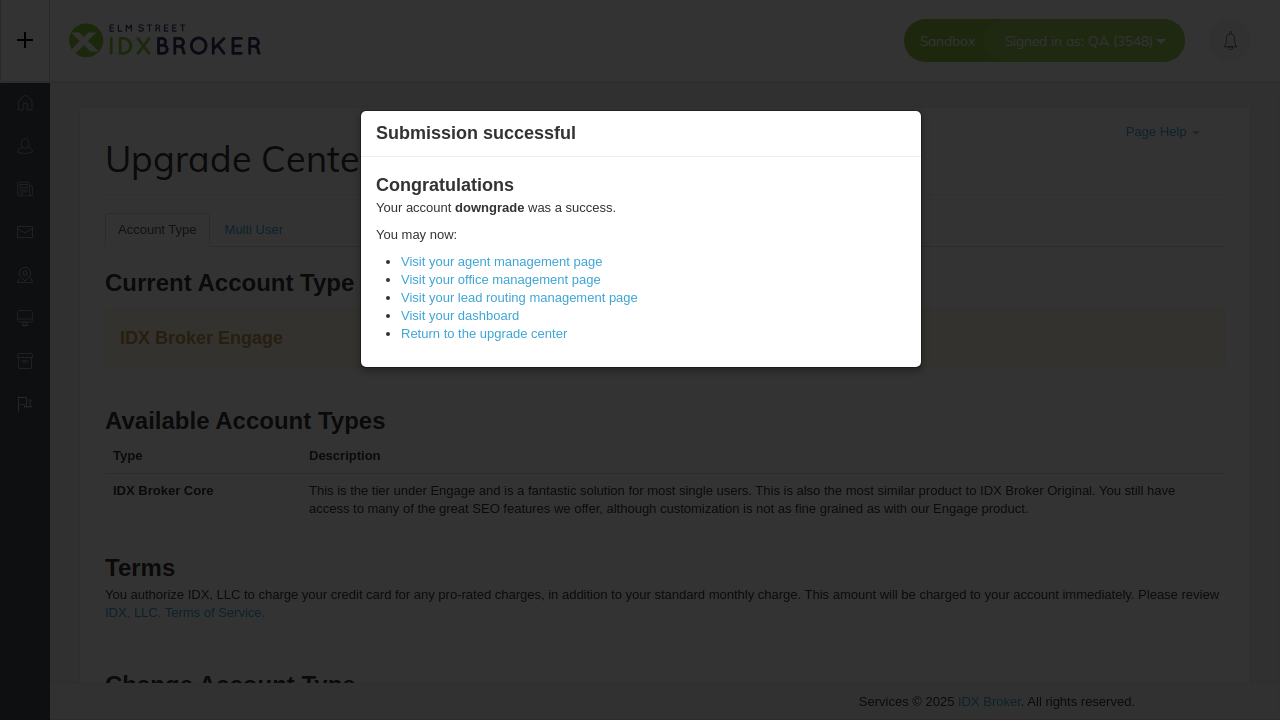 ELM STREET
IDXBROKER
Sandbox
Signed in as: QA (3548)
Submission successful
Page Help
Upgrade Cente
Congratulations
Your account downgrade was a success.
You may now:
Visit your agent management page
Visit your office management page
Visit your lead routing management page
Visit your dashboard
Return to the upgrade center
Account Type
Multi User
Current Account Type
IDX Broker Engage
Available Account Types
Type Description
IDX Broker Core
This is the tier under Engage and is a fantastic solution for most single users. This is also the most similar product to IDX Broker Original. You still have
access to many of the great SEO features we offer, although customization is not as fine grained as with our Engage product.
Terms
You authorize IDX, LLC to charge your credit card for any pro-rated charges, in addition to your standard monthly charge. This amount will be charged to your account immediately. Please review
IDX, LLC. Terms of Service.
Change Account Type
Services © 2025 IDX Broker. All rights reserved.